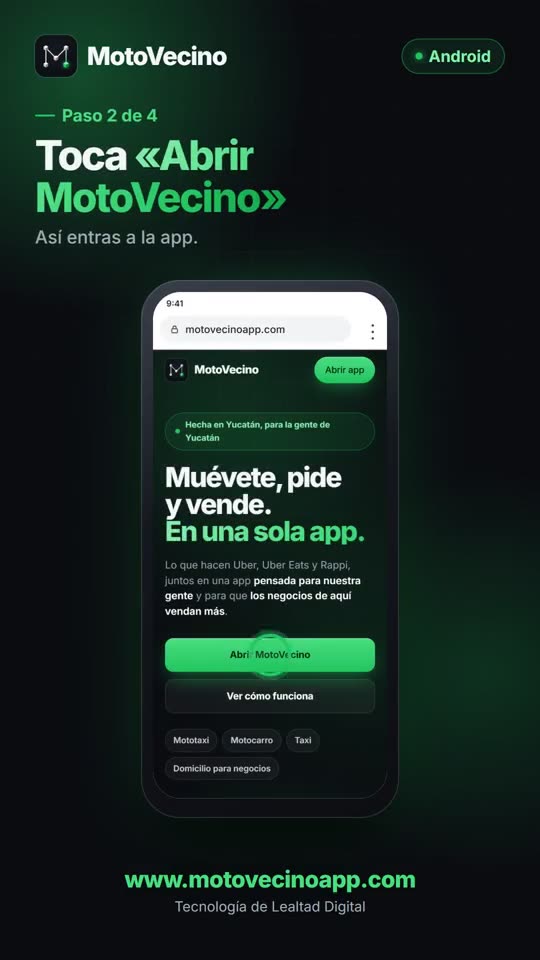 MotoVecino
Android
— Paso 2 de 4
Toca «Abrir
MotoVecino»
Así entras a la app.
9:41
motovecinoapp.com
MotoVecino
Abrir app
Hecha en Yucatán, para la gente de
Yucatán
Muévete, pide
y vende.
En una sola app.
Lo que hacen Uber, Uber Eats y Rappi,
juntos en una app pensada para nuestra
gente y para que los negocios de aquí
vendan más.
Abrir MotoVecino
Ver cómo funciona
Mototaxi
Motocarro
Taxi
Domicilio para negocios
www.motovecinoapp.com
Tecnología de Lealtad Digital